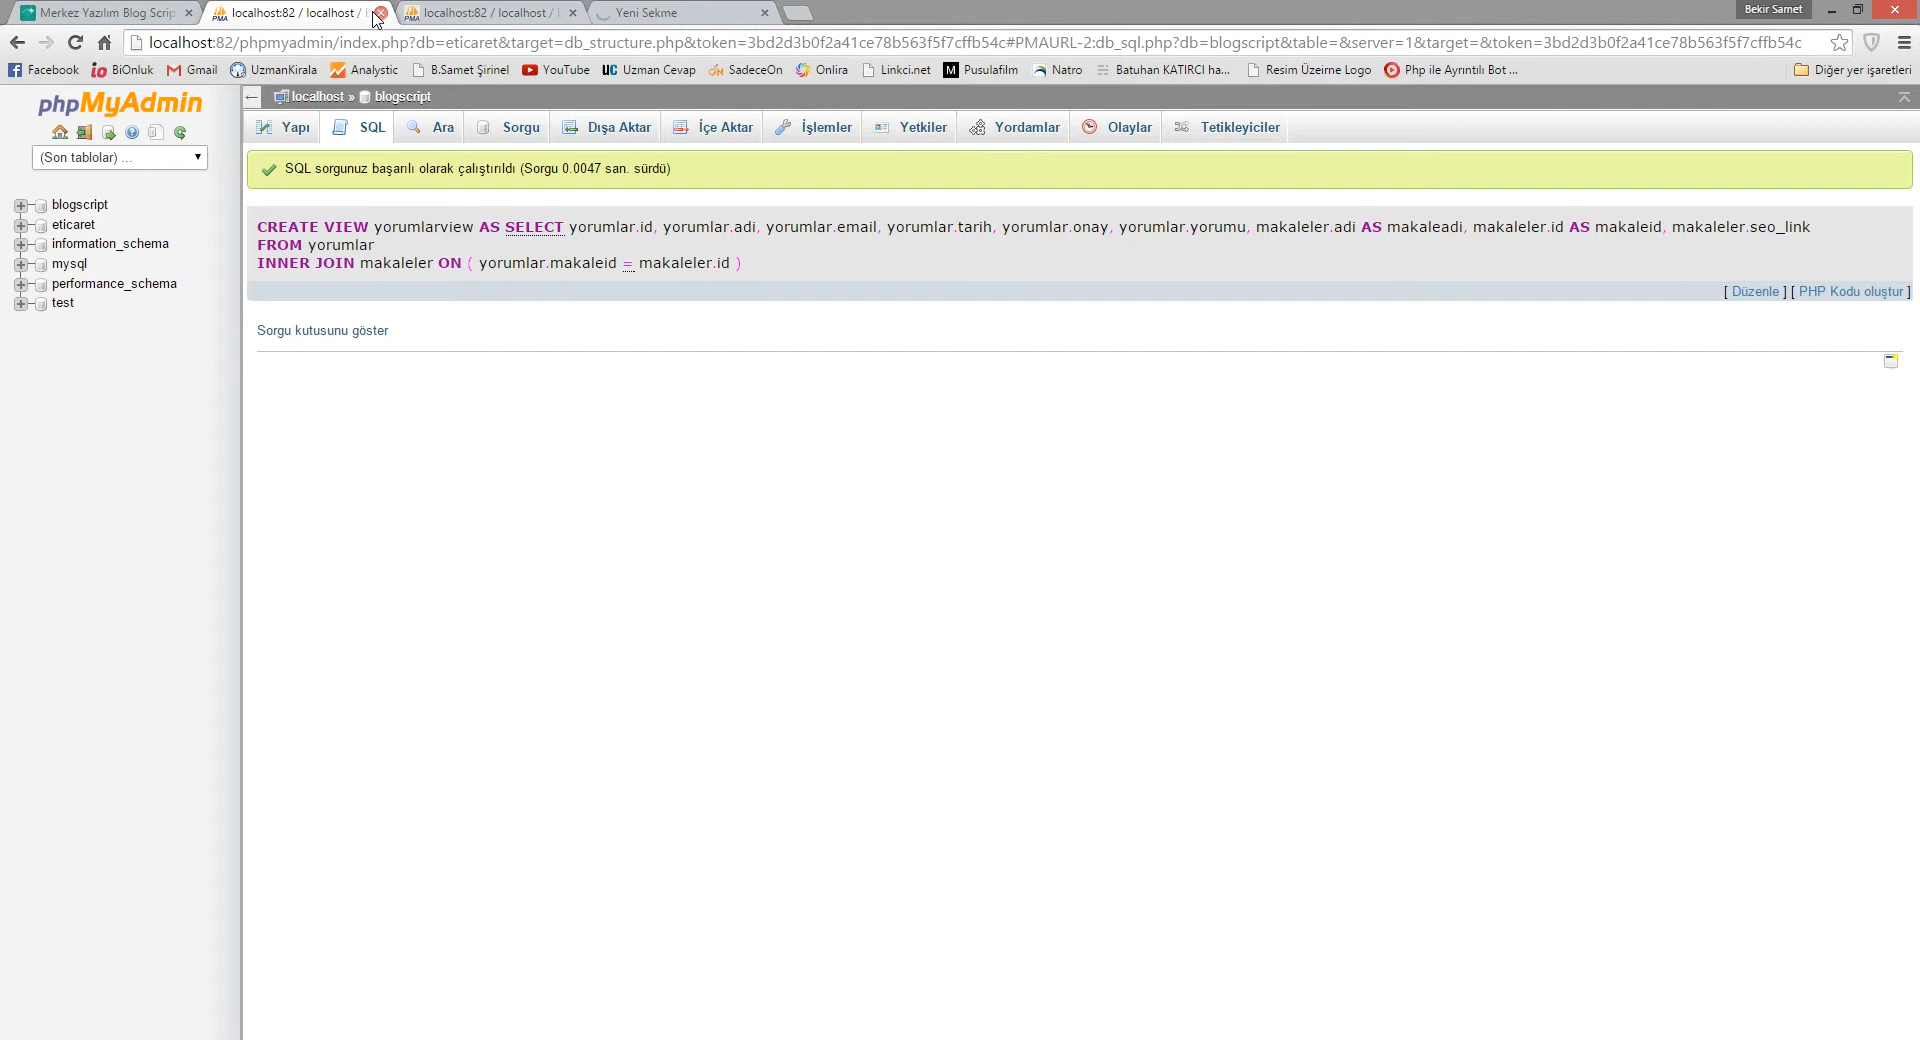 Merkez Yazılım Blog Scrip
localhost:82 / localhost /
localhost:82 / localhost /
Yeni Sekme
Bekir Samet
localhost:82/phpmyadmin/index.php?db=eticaret&target=db_structure.php&token=3bd2d3b0f2a41ce78b563f5f7cffb54c#PMAURL-2:db_sql.php?db=blogscript&table=&server=1&target=&token=3bd2d3b0f2a41ce78b563f5f7cffb54c
Facebook
BiOnluk
Gmail
UzmanKirala
Analystic
B.Samet Şirinel
YouTube
Uzman Cevap
SadeceOn
Onlira
Linkci.net
Pusulafilm
Natro
Batuhan KATIRCI ha...
Resim Üzeirne Logo
Php ile Ayrıntılı Bot ...
Diğer yer işaretleri
phpMyAdmin
(Son tablolar) ...
blogscript
eticaret
information_schema
mysql
performance_schema
test
localhost » blogscript
Yapı
SQL
Ara
Sorgu
Dışa Aktar
İçe Aktar
İşlemler
Yetkiler
Yordamlar
Olaylar
Tetikleyiciler
SQL sorgunuz başarılı olarak çalıştırıldı (Sorgu 0.0047 san. sürdü)
CREATE VIEW yorumlarview AS SELECT yorumlar.id, yorumlar.adi, yorumlar.email, yorumlar.tarih, yorumlar.onay, yorumlar.yorumu, makaleler.adi AS makaleadi, makaleler.id AS makaleid, makaleler.seo_link
FROM yorumlar
INNER JOIN makaleler ON ( yorumlar.makaleid = makaleler.id )
[ Düzenle ] [ PHP Kodu oluştur ]
Sorgu kutusunu göster